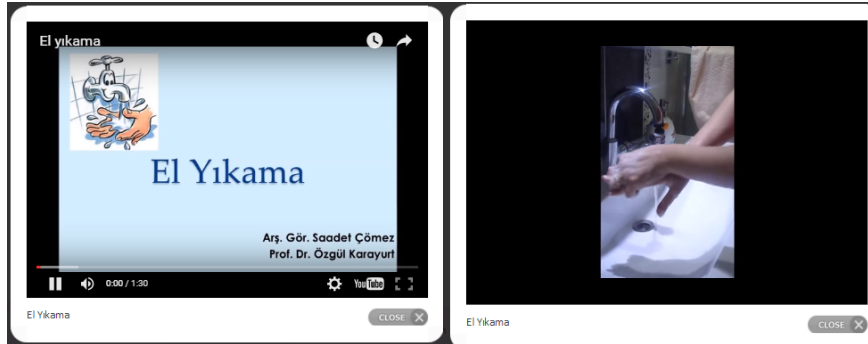 El yıkama
El Yıkama
Arş. Gör. Saadet Çömez
Prof. Dr. Özgül Karayurt
0:00 / 1:30
YouTube
El Yıkama
CLOSE
El Yıkama
CLOSE